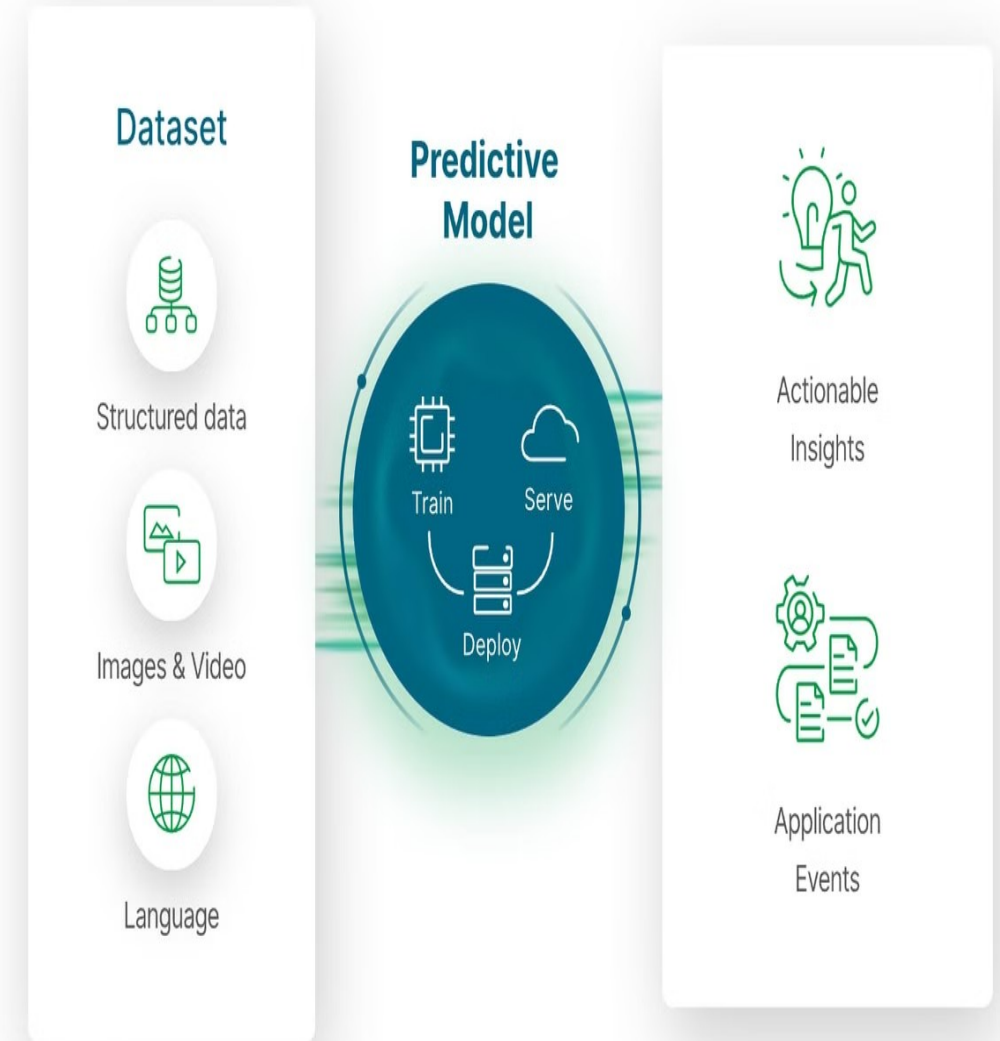 Dataset
Structured data
Images & Video
Language
Predictive
Model
Train
Serve
Deploy
Actionable
Insights
Application
Events